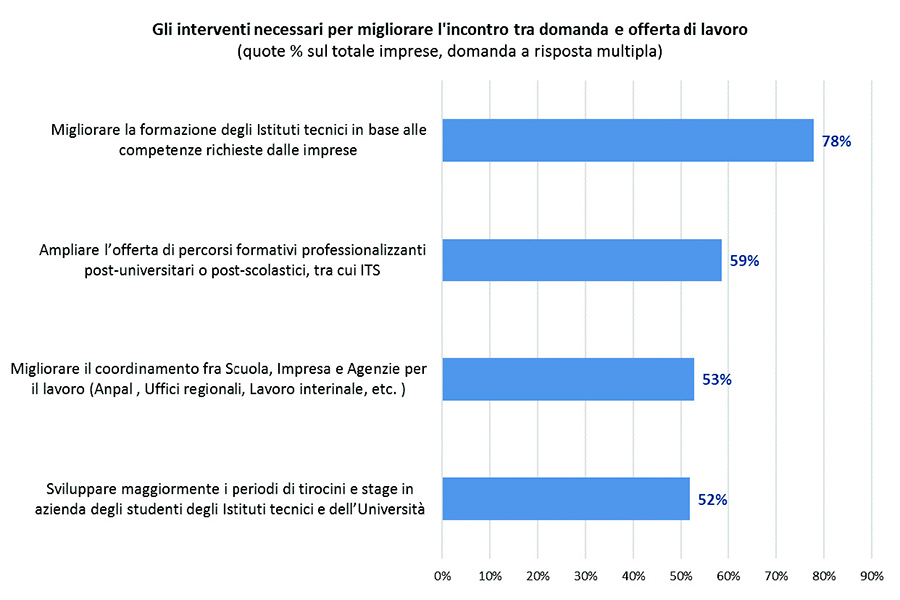 Gli interventi necessari per migliorare l'incontro tra domanda e offerta di lavoro
(quote % sul totale imprese, domanda a risposta multipla)
Migliorare la formazione degli Istituti tecnici in base alle
competenze richieste dalle imprese
78%
Ampliare l’offerta di percorsi formativi professionalizzanti
post-universitari o post-scolastici, tra cui ITS
59%
Migliorare il coordinamento fra Scuola, Impresa e Agenzie per
il lavoro (Anpal , Uffici regionali, Lavoro interinale, etc. )
53%
Sviluppare maggiormente i periodi di tirocini e stage in
azienda degli studenti degli Istituti tecnici e dell’Università
52%
0% 10% 20% 30% 40% 50% 60% 70% 80% 90%